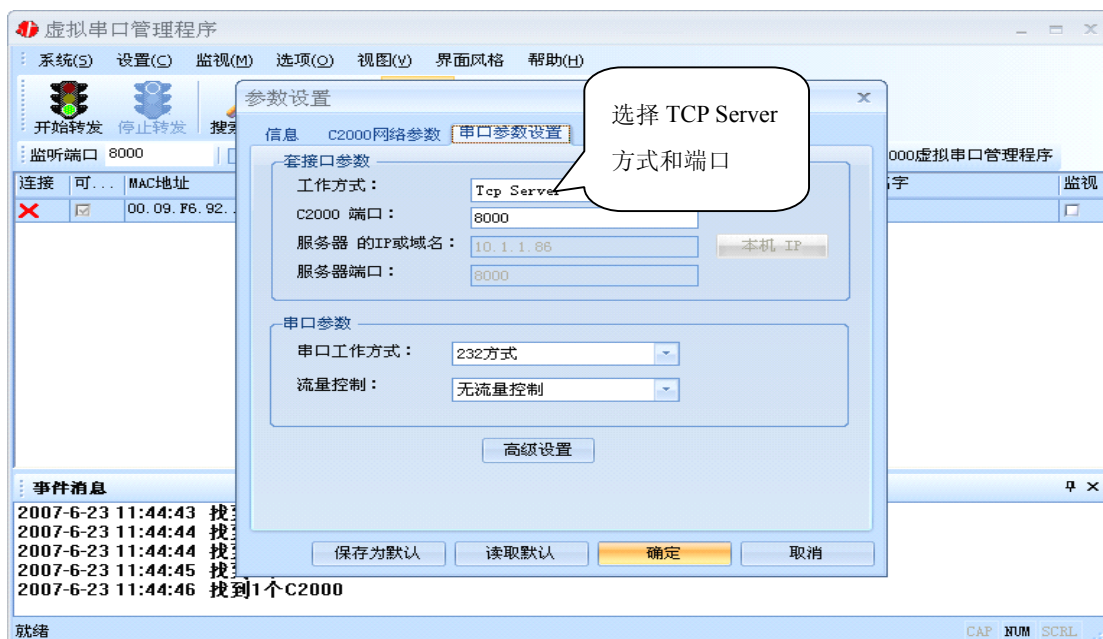 虚拟串口管理程序
系统(S) 设置(C) 监视(M) 选项(O) 视图(V) 界面风格 帮助(H)
开始转发 停止转发
监听端口 8000
000虚拟串口管理程序
连接 可... MAC地址 字 监视
00.09.F6.92.
参数设置
信息 C2000网络参数 串口参数设置
选择 TCP Server
方式和端口
套接口参数
工作方式： Tcp Server
C2000 端口： 8000
服务器 的IP或域名： 10.1.1.86 本机 IP
服务器端口： 8000
串口参数
串口工作方式： 232方式
流量控制： 无流量控制
高级设置
保存为默认 读取默认 确定 取消
事件消息
2007-6-23 11:44:43 找
2007-6-23 11:44:44 找
2007-6-23 11:44:44 找
2007-6-23 11:44:45 找
2007-6-23 11:44:46 找到1个C2000
就绪 CAP NUM SCRL